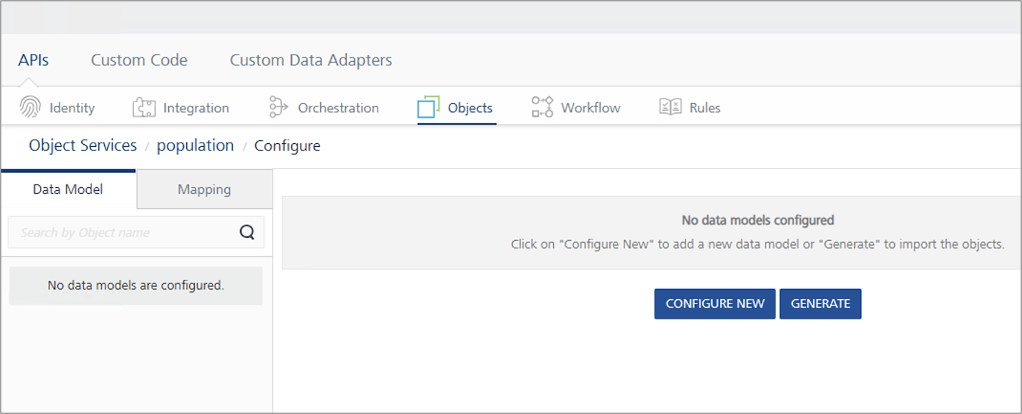 APIs Custom Code Custom Data Adapters
Identity Integration Orchestration Objects Workflow Rules
Object Services / population / Configure
Data Model Mapping
Search by Object name
No data models are configured.
No data models configured
Click on "Configure New" to add a new data model or "Generate" to import the objects.
CONFIGURE NEW GENERATE